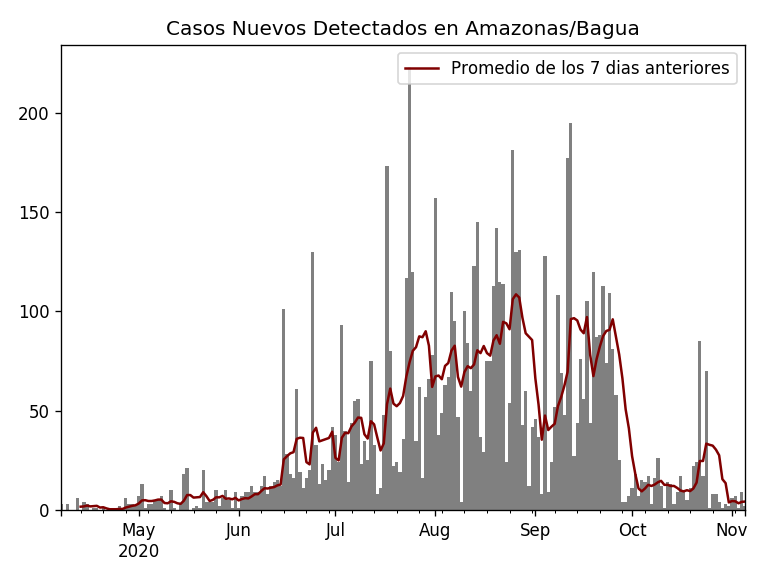 Casos Nuevos Detectados en Amazonas/Bagua
Promedio de los 7 dias anteriores
200
150
100
50
0
May Jun Jul Aug Sep Oct Nov
2020